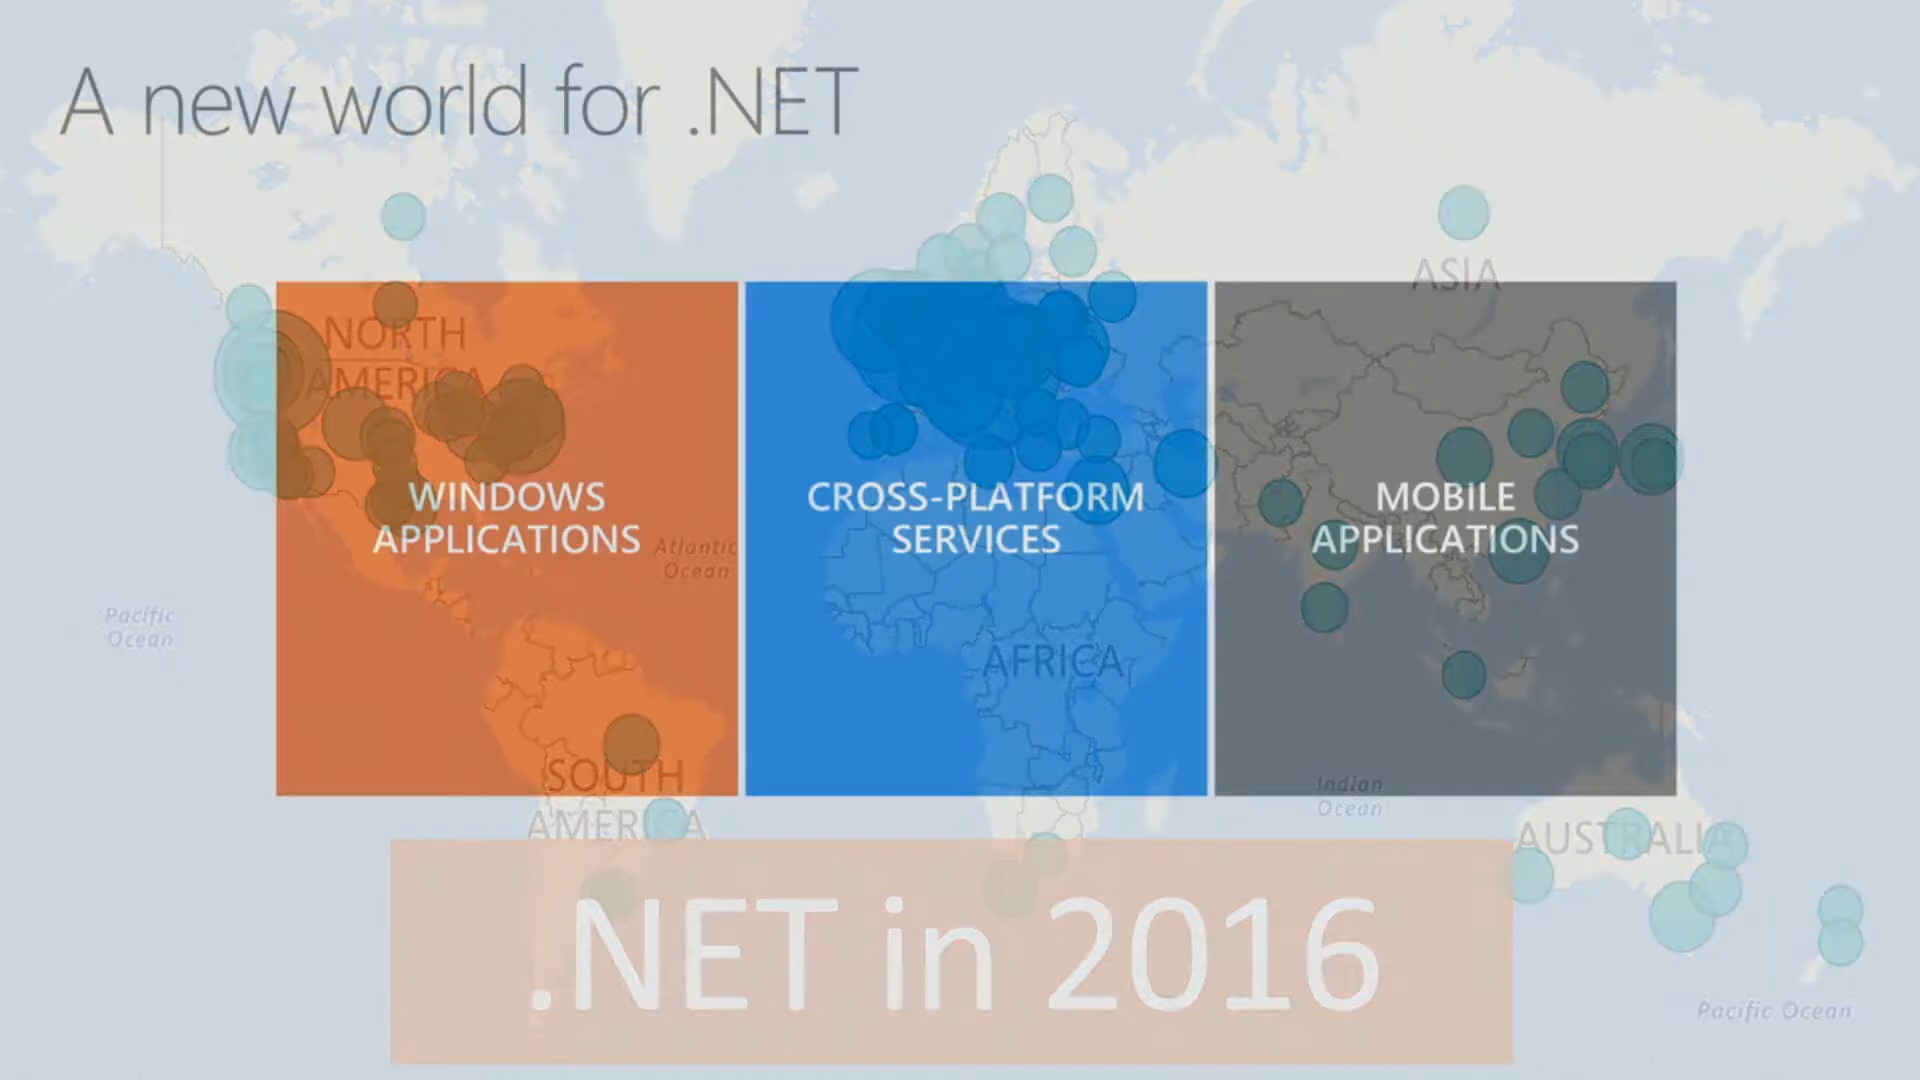 A new world for .NET
ASIA
NORTH
AMERICA
WINDOWS
APPLICATIONS
CROSS-PLATFORM
SERVICES
MOBILE
APPLICATIONS
Atlantic
Ocean
Pacific
Ocean
AFRICA
SOUTH
AMERICA
Indian
Ocean
AUSTRALIA
.NET in 2016
Pacific Ocean